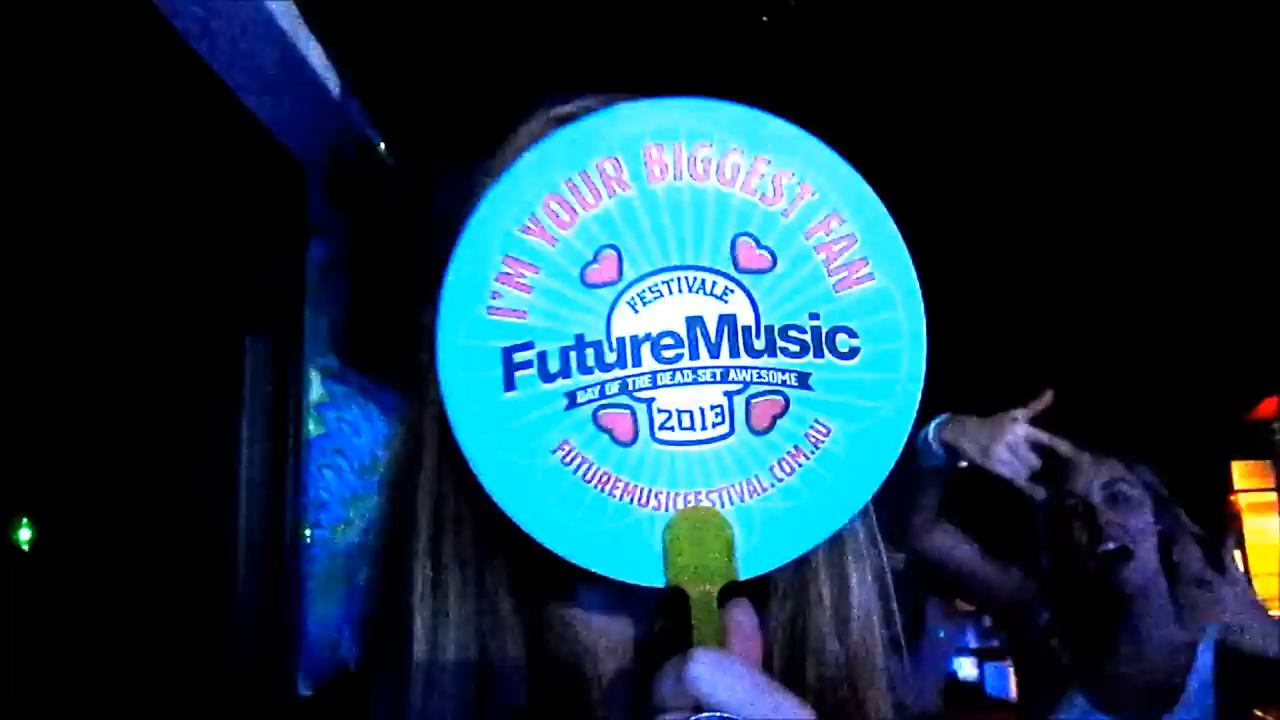 I'M YOUR BIGGEST FAN
FESTIVALE
FutureMusic
DAY OF THE DEAD-SET AWESOME
2013
FUTUREMUSICFESTIVAL.COM.AU